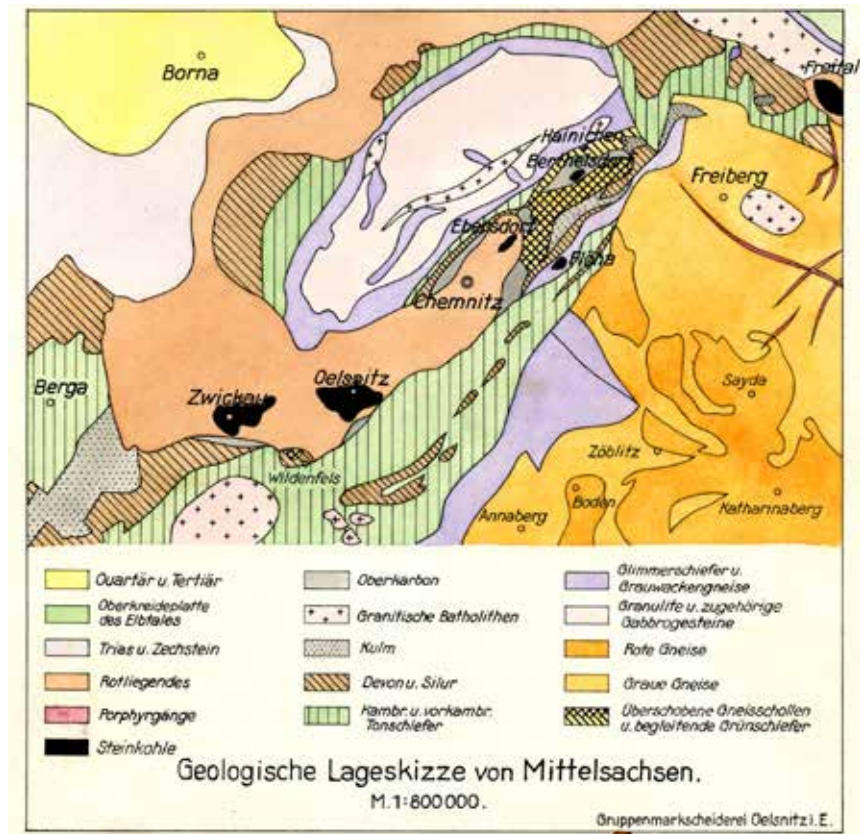 Borna
Freital
Hainichen
Berthelsdorf
Freiberg
Ebersdorf
Flöha
Chemnitz
Berga
Zwickau
Oelsnitz
Sayda
Wildenfels
Zöblitz
Annaberg
Boden
Katharinaberg
Quartär u. Tertiär
Oberkreideplatte
des Elbtales
Trias u. Zechstein
Rotliegendes
Porphyrgänge
Steinkohle
Oberkarbon
Granitische Batholithen
Kulm
Devon u. Silur
Kambr. u. vorkambr.
Tonschiefer
Glimmerschiefer u.
Grauwackengneise
Granulite u. zugehörige
Gabbrogesteine
Rote Gneise
Graue Gneise
Überschobene Gneisschollen
u. begleitende Grünschiefer
Geologische Lageskizze von Mittelsachsen.
M. 1:800000.
Gruppenmarkscheiderei Oelsnitz i. E.